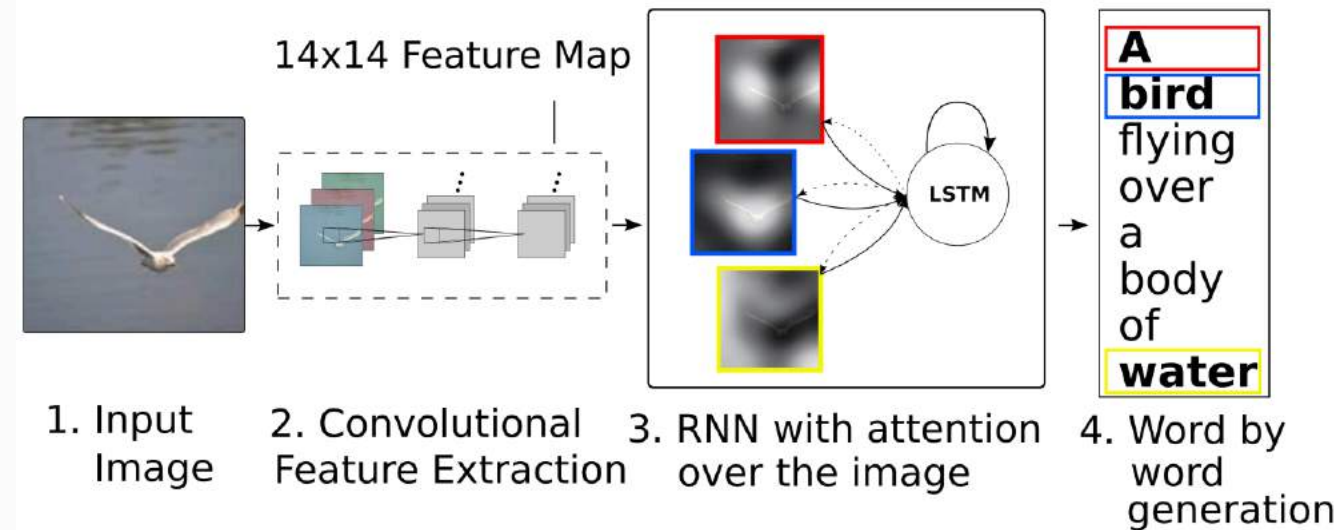 14x14 Feature Map
LSTM
A
bird
flying
over
a
body
of
water
1. Input
Image
2. Convolutional
Feature Extraction
3. RNN with attention
over the image
4. Word by
word
generation